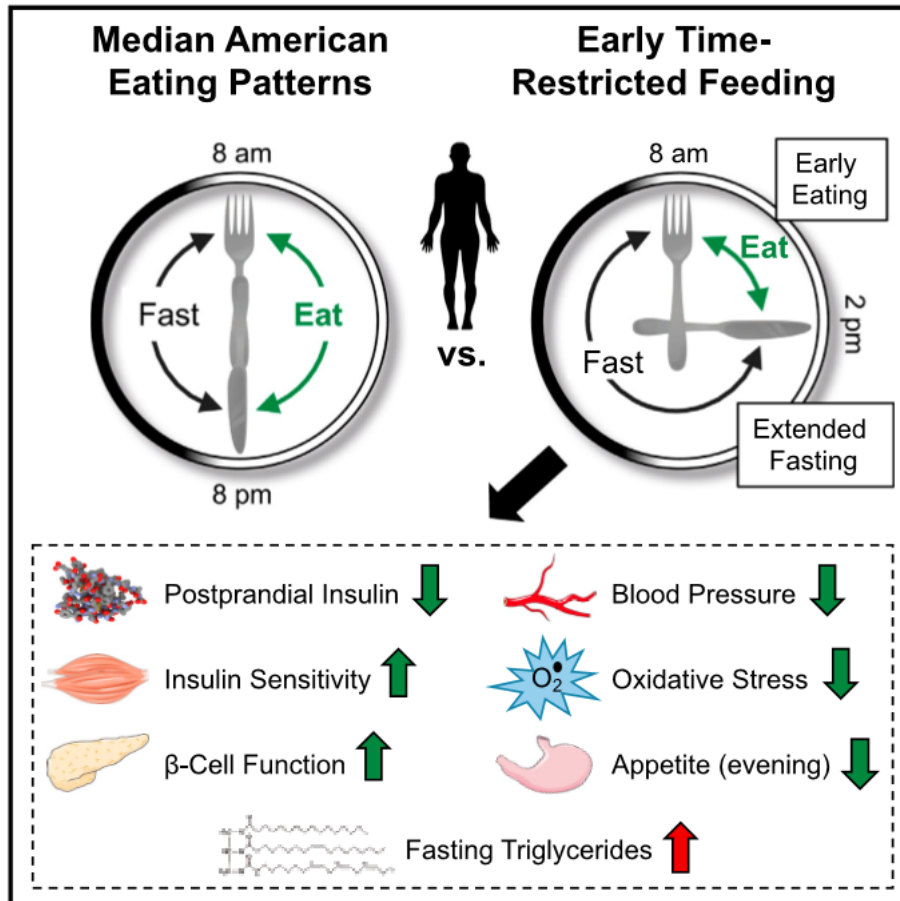 Median American
Eating Patterns
Early Time-
Restricted Feeding
8 am
Fast
Eat
8 pm
vs.
8 am
Early
Eating
Eat
2 pm
Fast
Extended
Fasting
Postprandial Insulin
Blood Pressure
Insulin Sensitivity
O2
Oxidative Stress
β-Cell Function
Appetite (evening)
Fasting Triglycerides